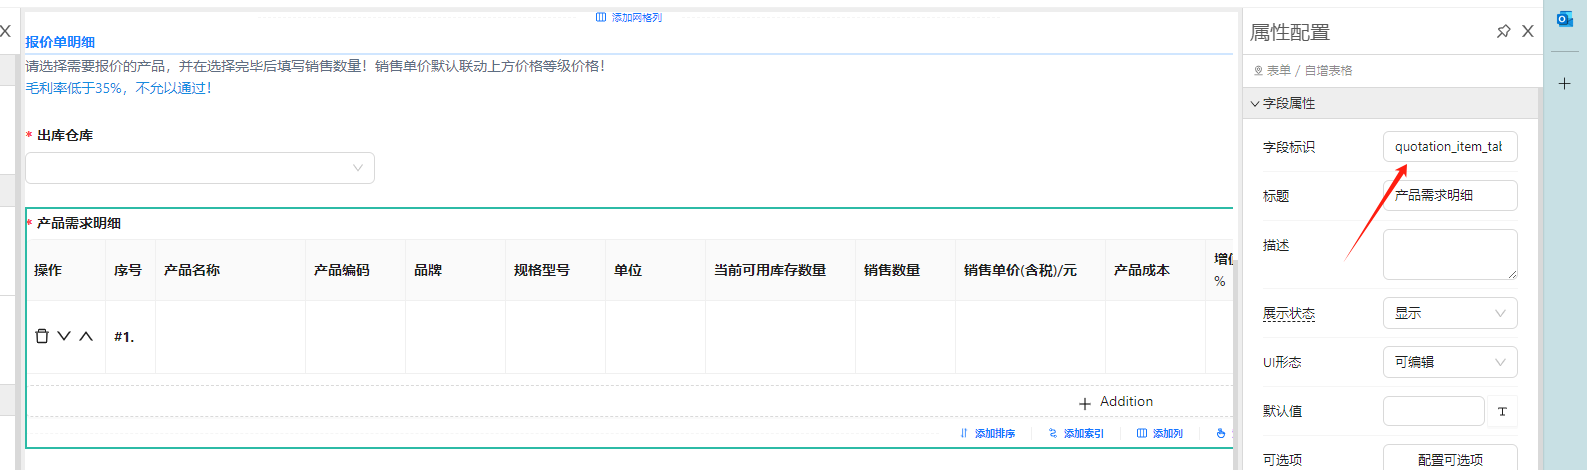 添加网格列
报价单明细
请选择需要报价的产品，并在选择完毕后填写销售数量！销售单价默认联动上方价格等级价格！
毛利率低于35%，不允以通过！
* 出库仓库
* 产品需求明细
操作 序号 产品名称 产品编码 品牌 规格型号 单位 当前可用库存数量 销售数量 销售单价(含税)/元 产品成本
%
#1.
Addition
添加排序 添加索引 添加列
属性配置
表单 / 自增表格
字段属性
字段标识 quotation_item_tab
标题 产品需求明细
描述
展示状态 显示
UI形态 可编辑
默认值 T
可选项 配置可选项